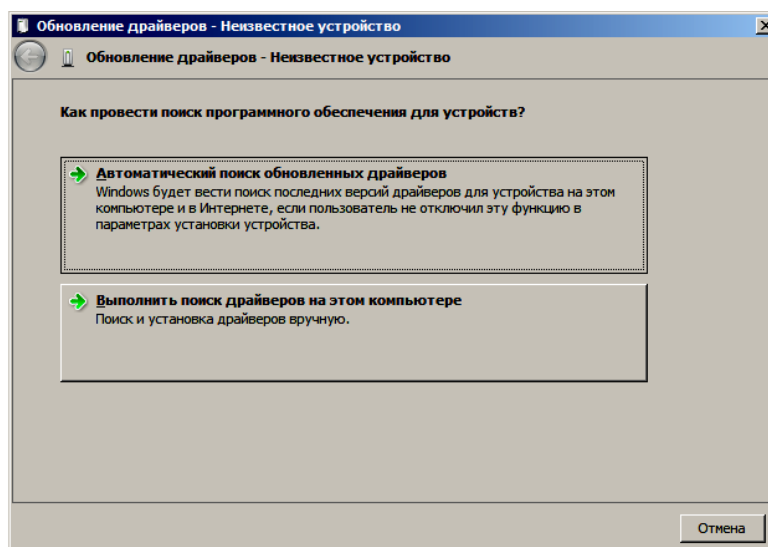 Обновление драйверов - Неизвестное устройство
Обновление драйверов - Неизвестное устройство
Как провести поиск программного обеспечения для устройств?
Автоматический поиск обновленных драйверов
Windows будет вести поиск последних версий драйверов для устройства на этом
компьютере и в Интернете, если пользователь не отключил эту функцию в
параметрах установки устройства.
Выполнить поиск драйверов на этом компьютере
Поиск и установка драйверов вручную.
Отмена